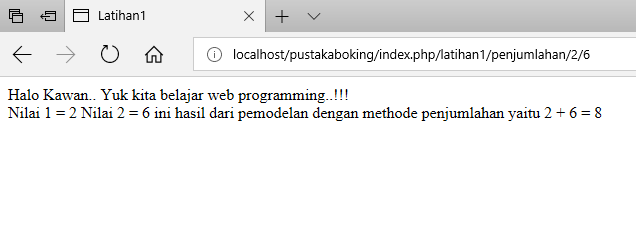 Latihan1
localhost/pustakaboking/index.php/latihan1/penjumlahan/2/6
Halo Kawan.. Yuk kita belajar web programming..!!!
Nilai 1 = 2 Nilai 2 = 6 ini hasil dari pemodelan dengan methode penjumlahan yaitu 2 + 6 = 8